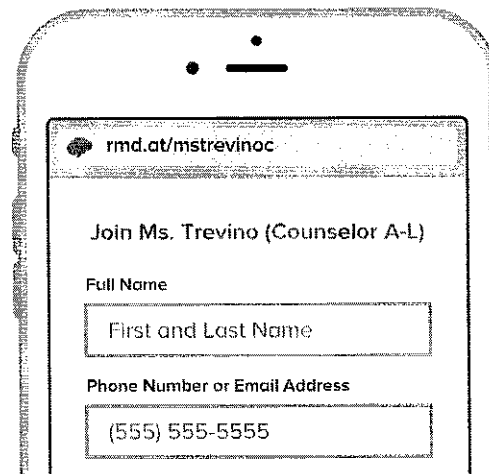 rmd.at/mstrevinoc
Join Ms. Trevino (Counselor A-L)
Full Name
First and Last Name
Phone Number or Email Address
(555) 555-5555